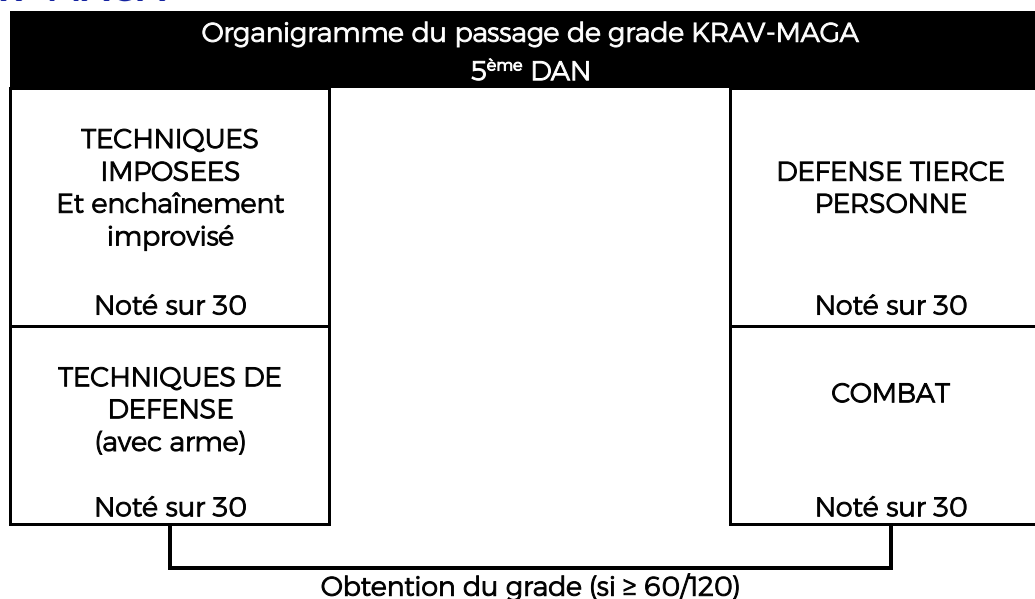 Organigramme du passage de grade KRAV-MAGA
5ème DAN
TECHNIQUES
IMPOSEES
Et enchaînement
improvisé
Noté sur 30
TECHNIQUES DE
DEFENSE
(avec arme)
Noté sur 30
DEFENSE TIERCE
PERSONNE
Noté sur 30
COMBAT
Noté sur 30
Obtention du grade (si ≥ 60/120)